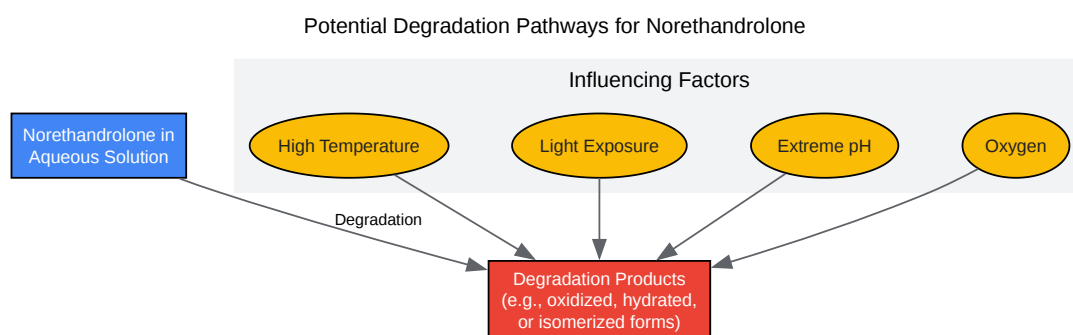 Potential Degradation Pathways for Norethandrolone
Influencing Factors
Norethandrolone in
Aqueous Solution
High Temperature
Light Exposure
Extreme pH
Oxygen
Degradation
Degradation Products
(e.g., oxidized, hydrated,
or isomerized forms)